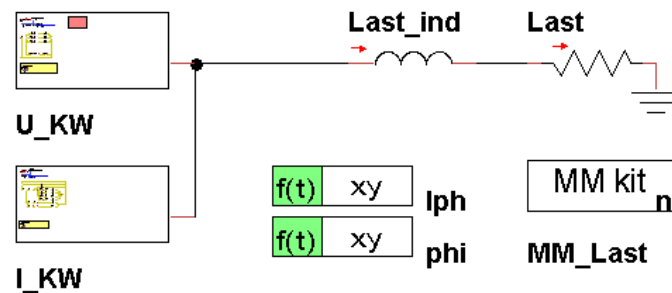 Last_ind
Last
U_KW
f(t) xy
Iph
MM kit
n
f(t) xy
phi
MM_Last
I_KW